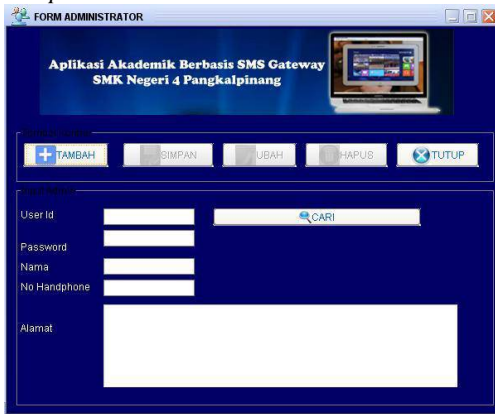 FORM ADMINISTRATOR
Aplikasi Akademik Berbasis SMS Gateway
SMK Negeri 4 Pangkalpinang
TAMBAH
SIMPAN
UBAH
HAPUS
TUTUP
User Id
CARI
Password
Nama
No Handphone
Alamat